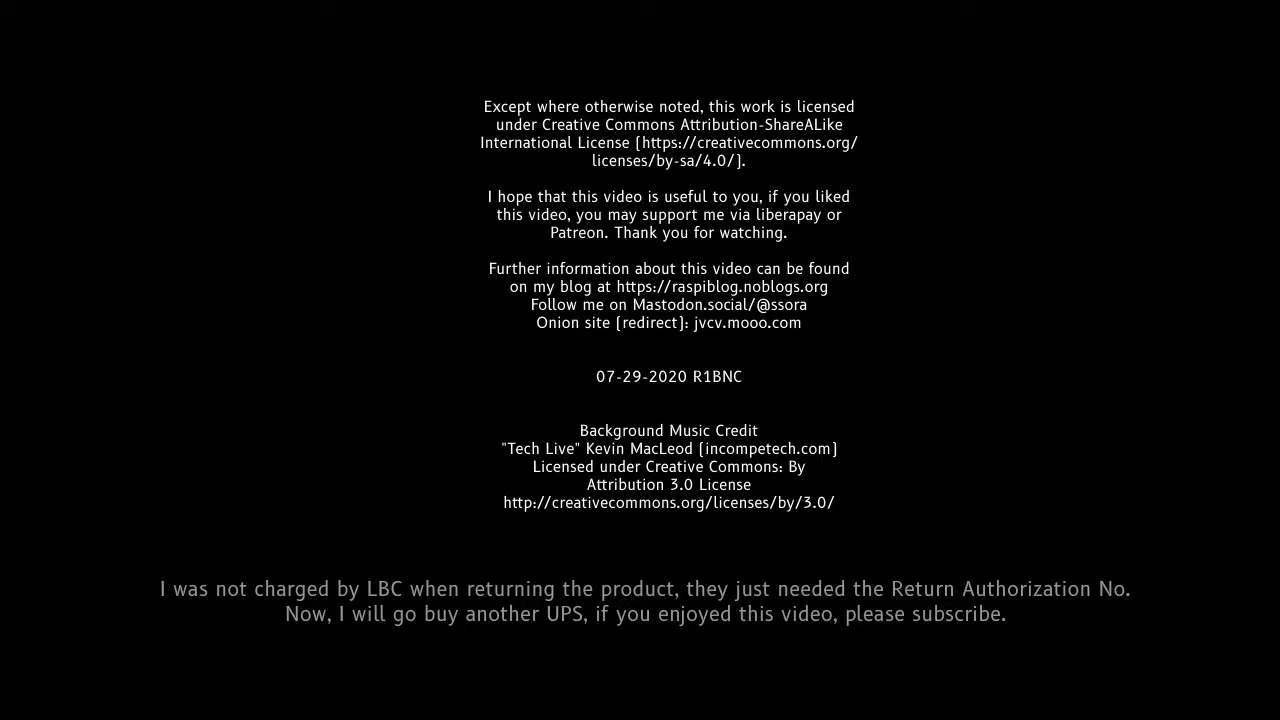 Except where otherwise noted, this work is licensed
under Creative Commons Attribution-ShareALike
International License [https://creativecommons.org/
licenses/by-sa/4.0/].
I hope that this video is useful to you, if you liked
this video, you may support me via liberapay or
Patreon. Thank you for watching.
Further information about this video can be found
on my blog at https://raspiblog.noblogs.org
Follow me on Mastodon.social/@ssora
Onion site [redirect]: jvcv.mooo.com
07-29-2020 R1BNC
Background Music Credit
"Tech Live" Kevin MacLeod [incompetech.com]
Licensed under Creative Commons: By
Attribution 3.0 License
http://creativecommons.org/licenses/by/3.0/
I was not charged by LBC when returning the product, they just needed the Return Authorization No.
Now, I will go buy another UPS, if you enjoyed this video, please subscribe.